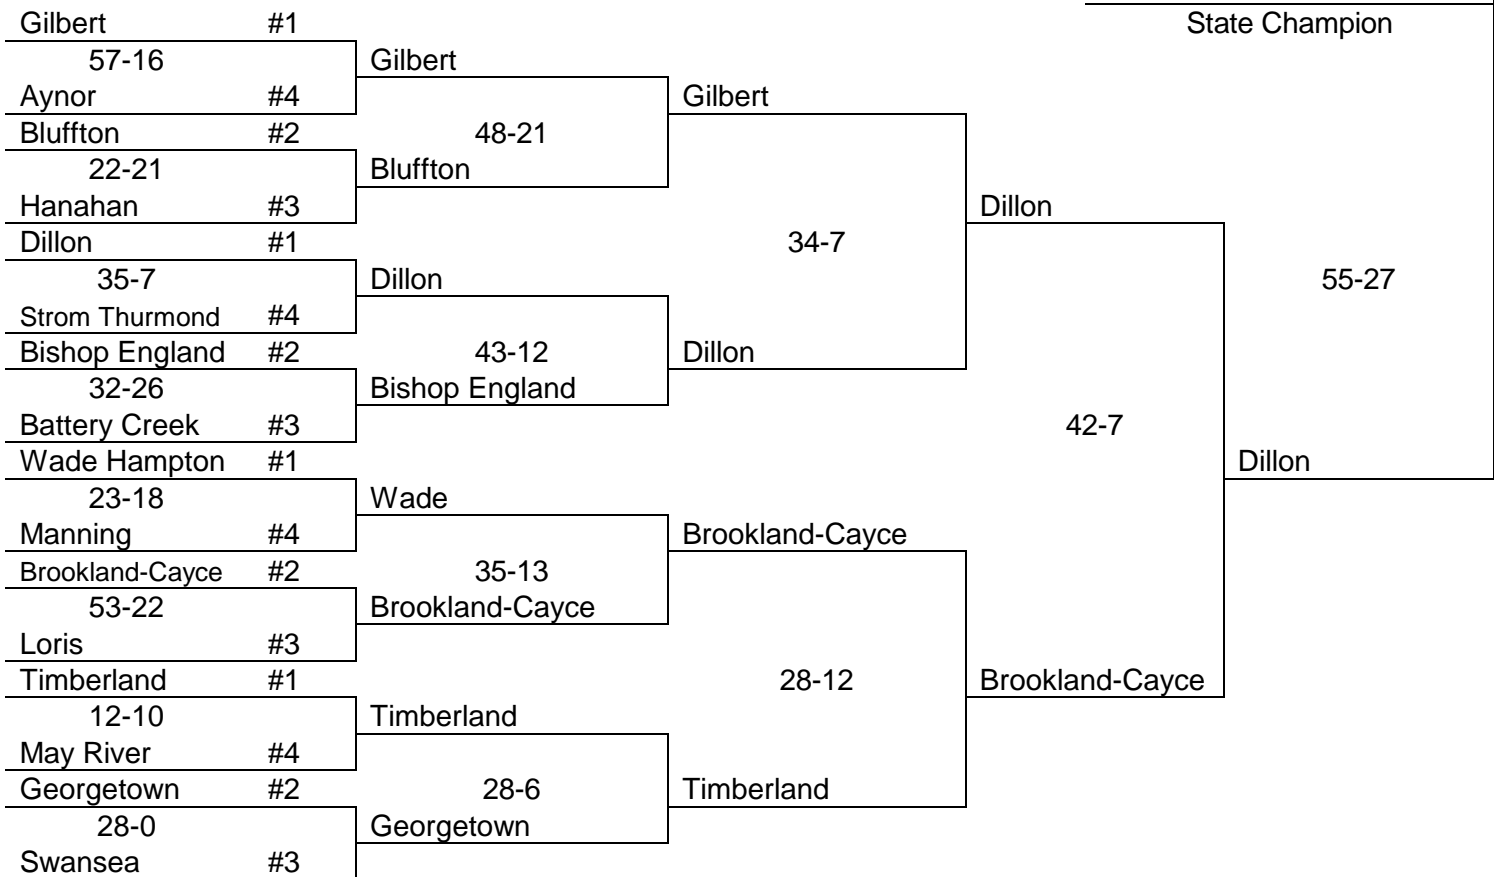 Gilbert #1 State Champion
57-16 Gilbert
Aynor #4 Gilbert
Bluffton #2 48-21
22-21 Bluffton
Hanahan #3 Dillon
Dillon #1 34-7
35-7 Dillon 55-27
Strom Thurmond #4
Bishop England #2 43-12 Dillon
32-26 Bishop England
Battery Creek #3 42-7
Wade Hampton #1 Dillon
23-18 Wade
Manning #4 Brookland-Cayce
Brookland-Cayce #2 35-13
53-22 Brookland-Cayce
Loris #3
Timberland #1 28-12 Brookland-Cayce
12-10 Timberland
May River #4
Georgetown #2 28-6 Timberland
28-0 Georgetown
Swansea #3